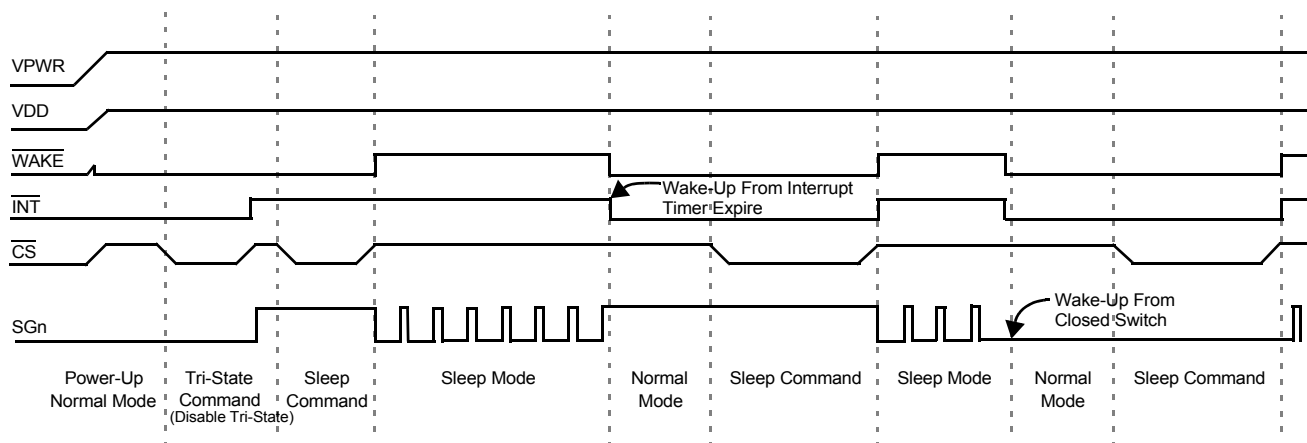 VPWR
VDD
WAKE
INT
CS
SGn
Wake-Up From Interrupt
Timer Expire
Wake-Up From
Closed Switch
Power-Up
Normal Mode
Tri-State
Command
(Disable Tri-State)
Sleep
Command
Sleep Mode
Normal
Mode
Sleep Command
Sleep Mode
Normal
Mode
Sleep Command